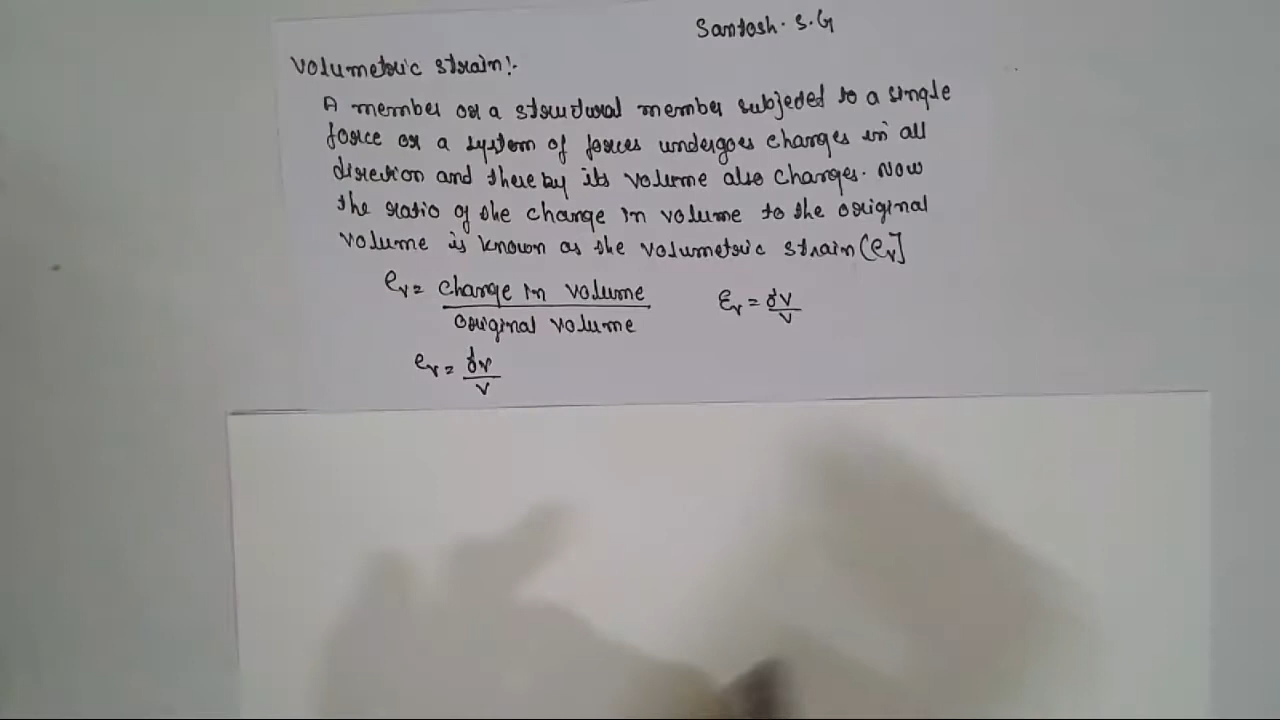 Santosh. S.G
Volumetric strain:-
A member or a structural member subjected to a single
force or a system of forces undergoes changes in all
direction and there by its volume also changes. Now
the ratio of the change in volume to the original
volume is known as the volumetric strain (ev]
ev = change in volume / original volume
Ev = dv / v
ev = dv / v